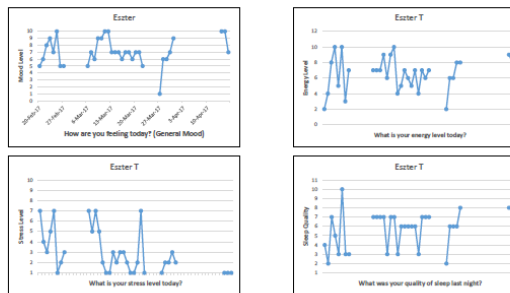 Eszter
Mood Level
10
9
8
7
6
5
4
3
2
1
20-Feb-17
27-Feb-17
6-Mar-17
13-Mar-17
20-Mar-17
27-Mar-17
3-Apr-17
10-Apr-17
How are you feeling today? (General Mood)
Eszter T
Energy Level
12
10
8
6
4
2
0
What is your energy level today?
Eszter T
Stress Level
10
9
8
7
6
5
4
3
2
1
What is your stress level today?
Eszter T
Sleep Quality
11
10
9
8
7
6
5
4
3
2
1
What was your quality of sleep last night?